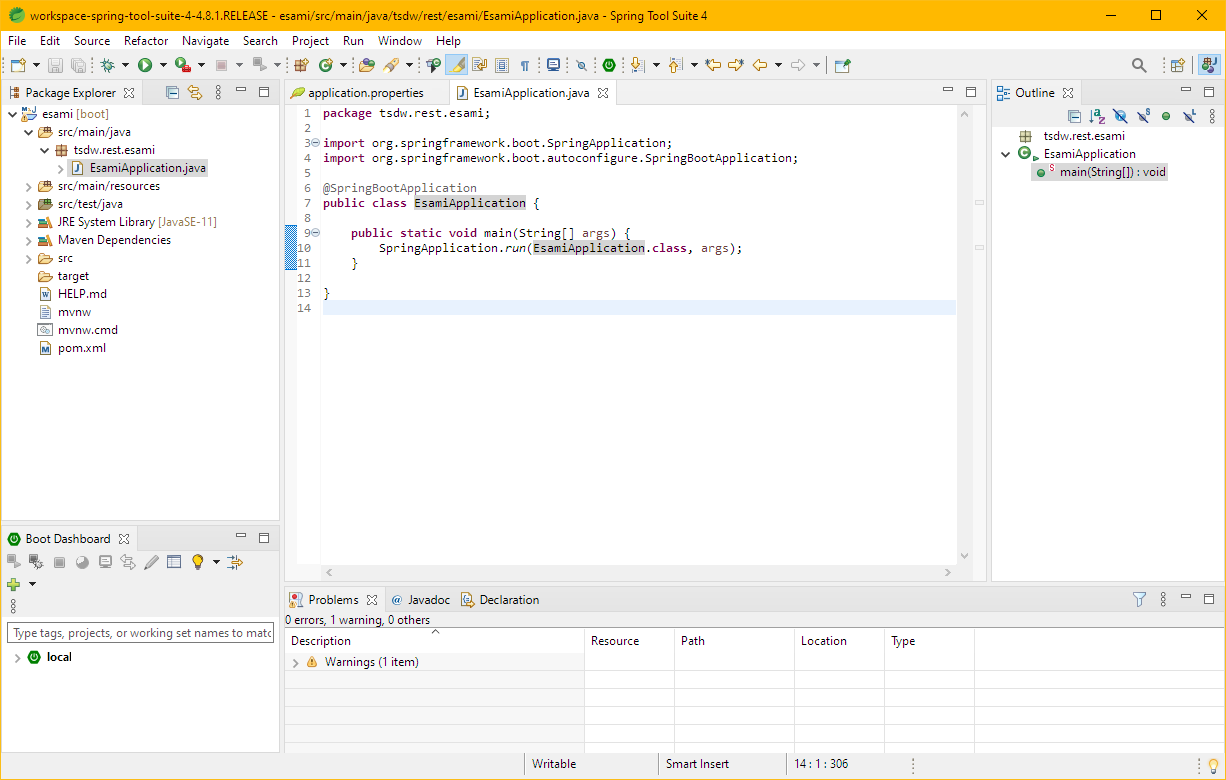 workspace-spring-tool-suite-4-4.8.1.RELEASE - esami/src/main/java/tsdw/rest/esami/EsamiApplication.java - Spring Tool Suite 4
File Edit Source Refactor Navigate Search Project Run Window Help
Package Explorer
esami [boot]
src/main/java
tsdw.rest.esami
EsamiApplication.java
src/main/resources
src/test/java
JRE System Library [JavaSE-11]
Maven Dependencies
src
target
HELP.md
mvnw
mvnw.cmd
pom.xml
application.properties EsamiApplication.java
1 package tsdw.rest.esami;
2
3 import org.springframework.boot.SpringApplication;
4 import org.springframework.boot.autoconfigure.SpringBootApplication;
5
6 @SpringBootApplication
7 public class EsamiApplication {
8
9 public static void main(String[] args) {
10 SpringApplication.run(EsamiApplication.class, args);
11 }
12
13 }
14
Outline
tsdw.rest.esami
EsamiApplication
main(String[]) : void
Boot Dashboard
Type tags, projects, or working set names to matc
local
Problems Javadoc Declaration
0 errors, 1 warning, 0 others
Description Resource Path Location Type
Warnings (1 item)
Writable Smart Insert 14 : 1 : 306